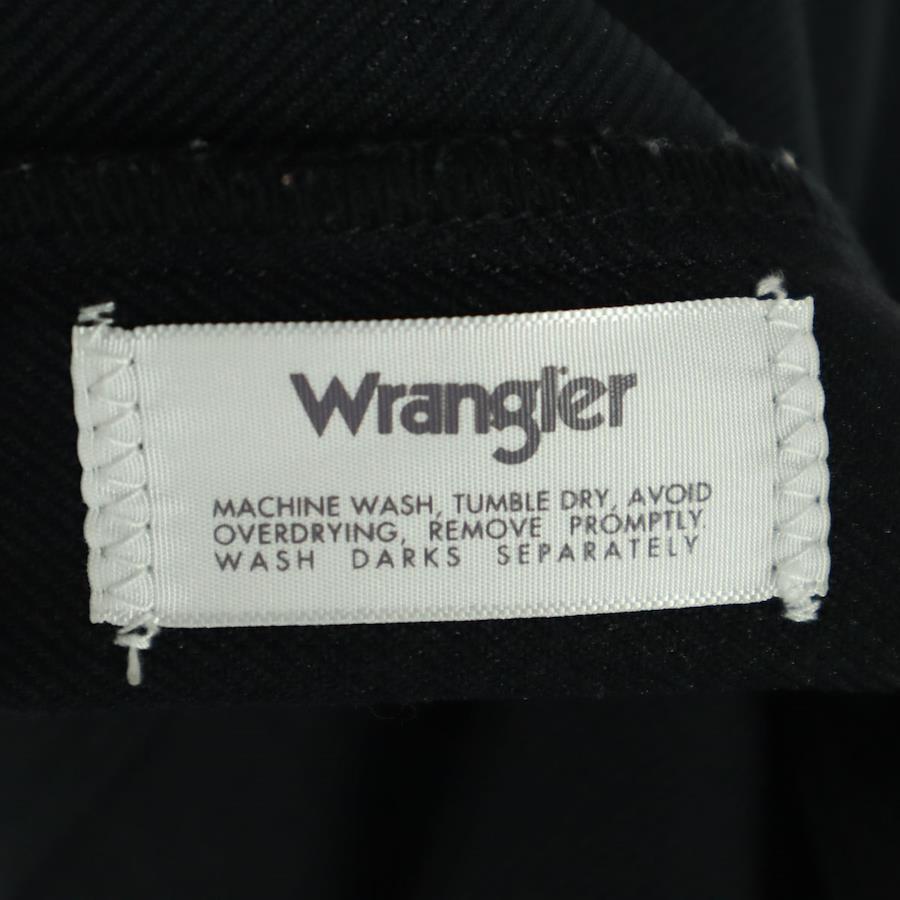 Wrangler
MACHINE WASH, TUMBLE DRY, AVOID
OVERDRYING, REMOVE PROMPTLY.
WASH DARKS SEPARATELY